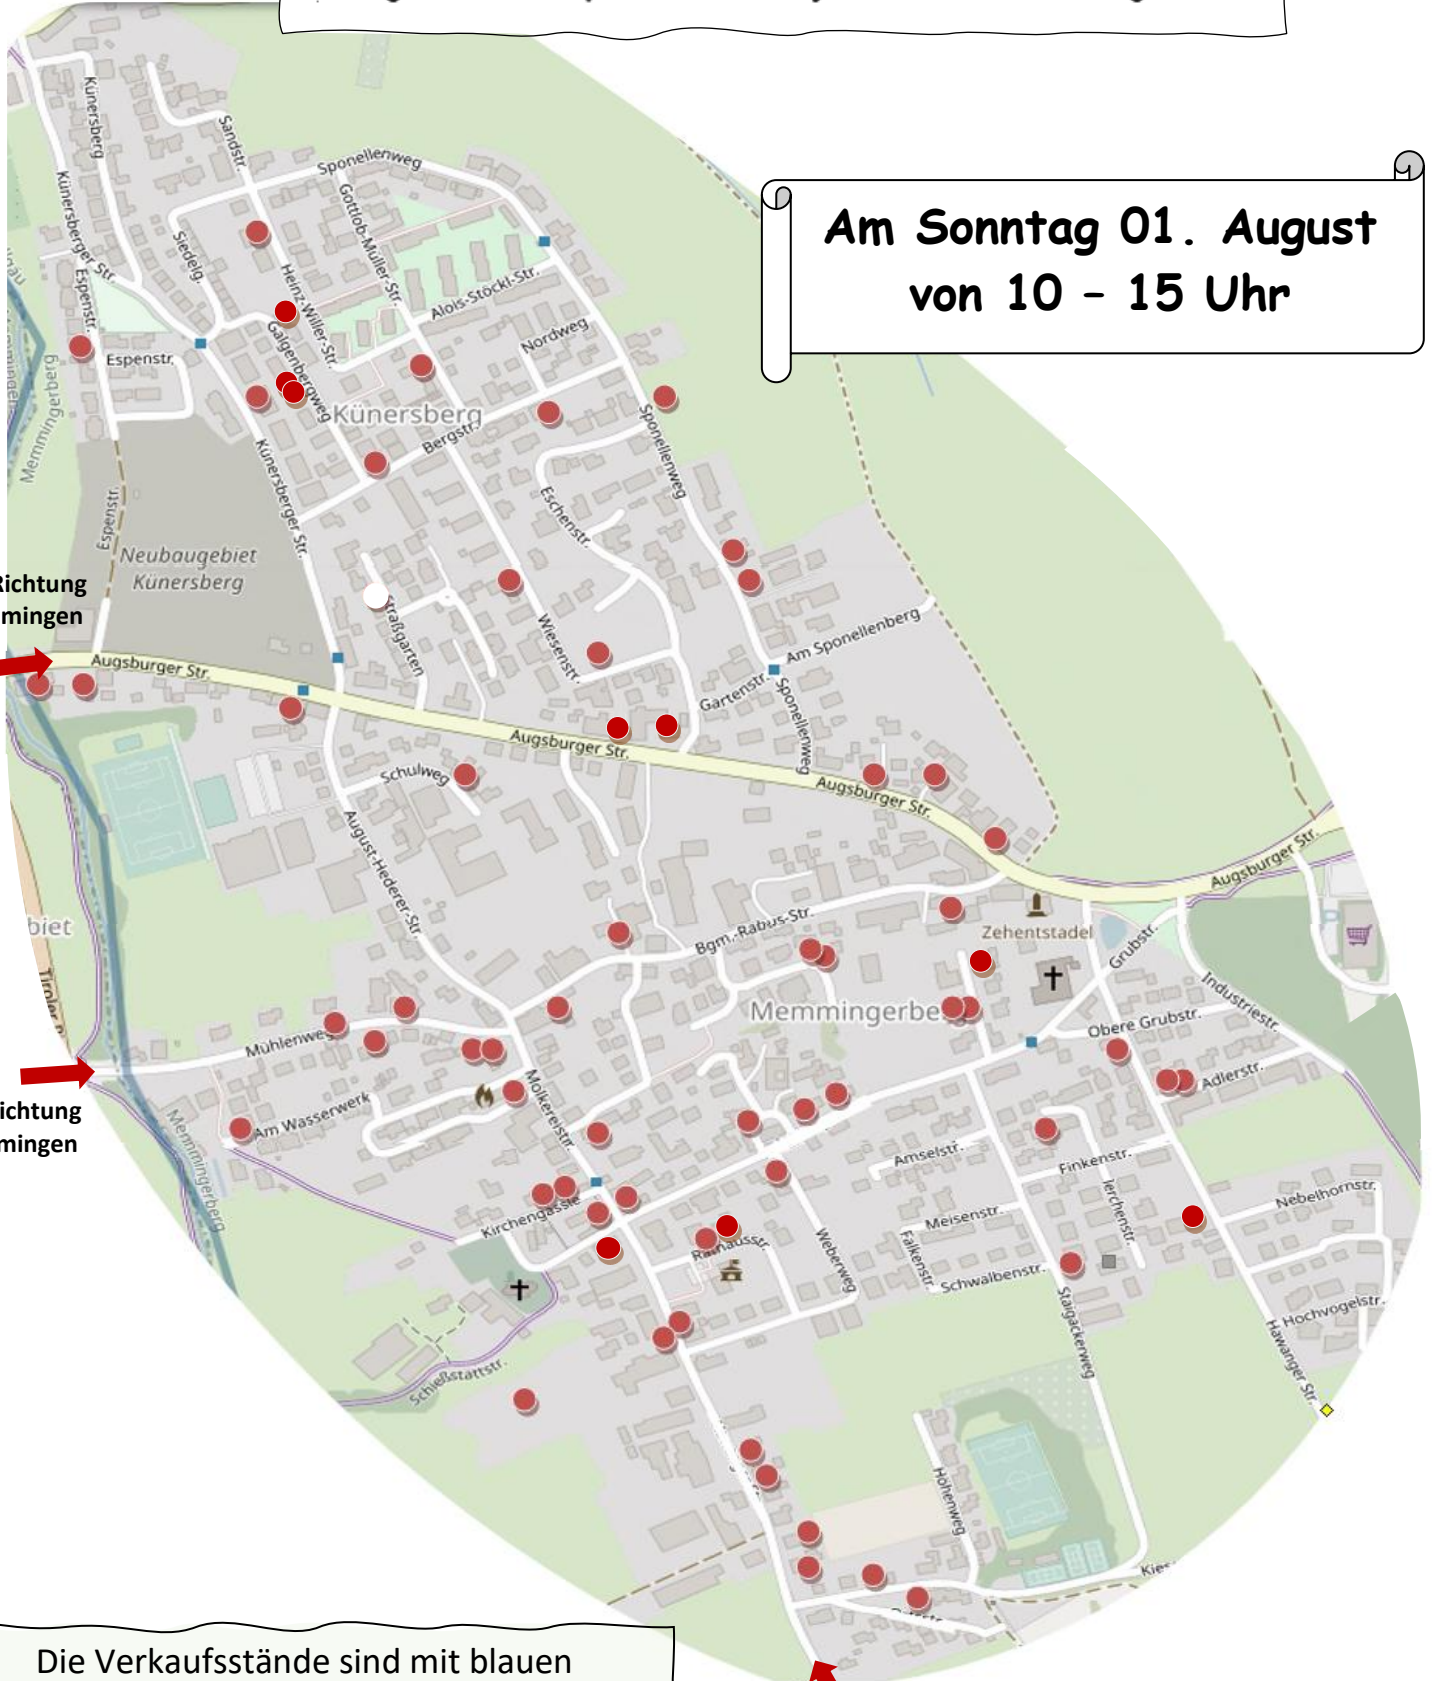 Am Sonntag 01. August
von 10 – 15 Uhr
Künersberg
Sandstr.
Sponellenweg
Künersberger Str.
Gottlob-Müller-Str.
Siedelg.
Espenstr.
Heinz-Willer-Str.
Alois-Stöckl-Str.
Galgenbergweg
Nordweg
Espenstr.
Memmingerberg
Künersberg
Bergstr.
Sponellenweg
Künersberger Str.
Eschenstr.
Espenstr.
Neubaugebiet
Künersberg
Richtung
mingen
Straßgarten
Wiesenstr.
Am Sponellenberg
Augsburger Str.
Gartenstr.
Sponellenweg
Augsburger Str.
Schulweg
Augsburger Str.
August-Hederer-Str.
Augsburger Str.
biet
Bgm.-Rabus-Str.
Zehentstadel
Grubstr.
Memmingerbe
Industriestr.
Obere Grubstr.
Mühlenweg
Adlerstr.
Molkereistr.
ichtung
mingen
Am Wasserwerk
Memmingerberg
Amselstr.
Finkenstr.
lerchenstr.
Nebelhornstr.
Kirchengässle
Meisenstr.
Rathausstr.
Weberweg
Falkenstr.
Schwalbenstr.
Staigackerweg
Hochvogelstr.
Hawanger Str.
Schießstattstr.
Höhenweg
Kies
Die Verkaufsstände sind mit blauen